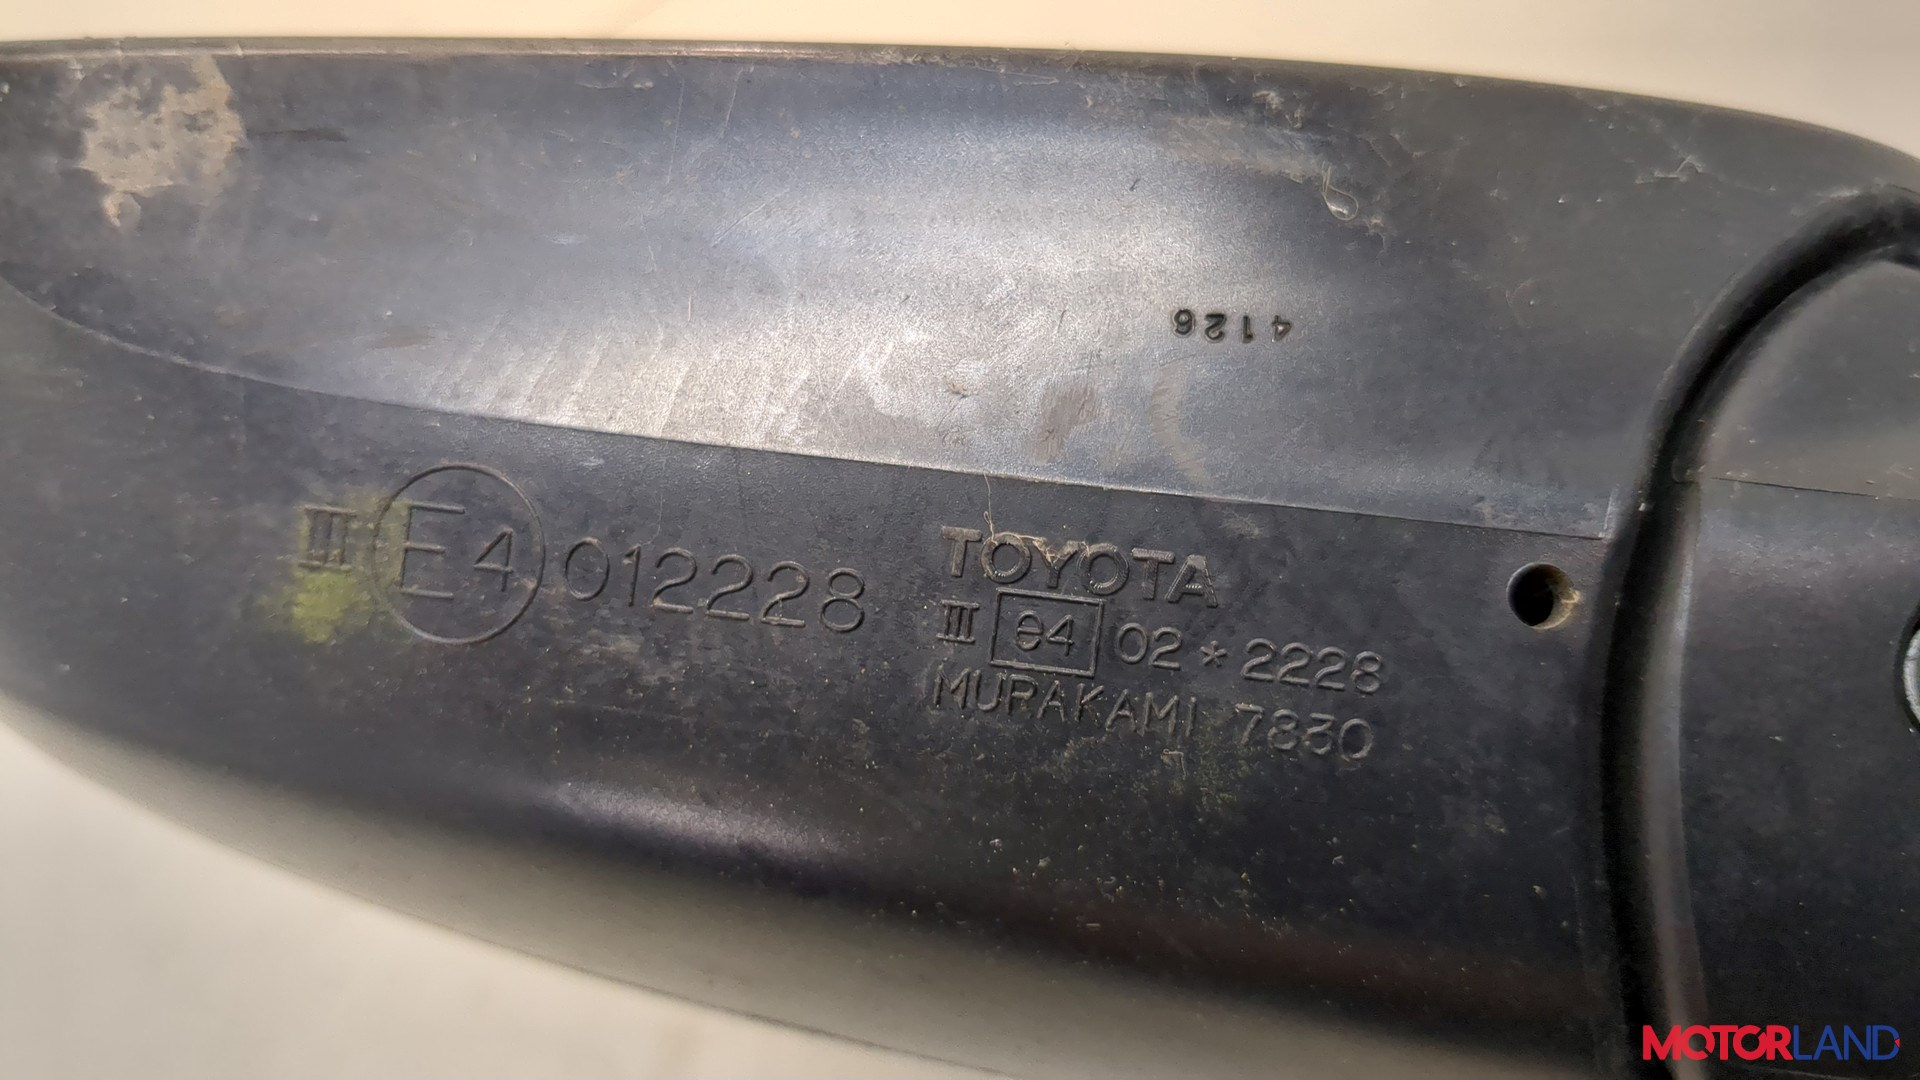 4126
III E4 012228
TOYOTA
III e4 02 * 2228
MURAKAMI 7830
MOTORLAND